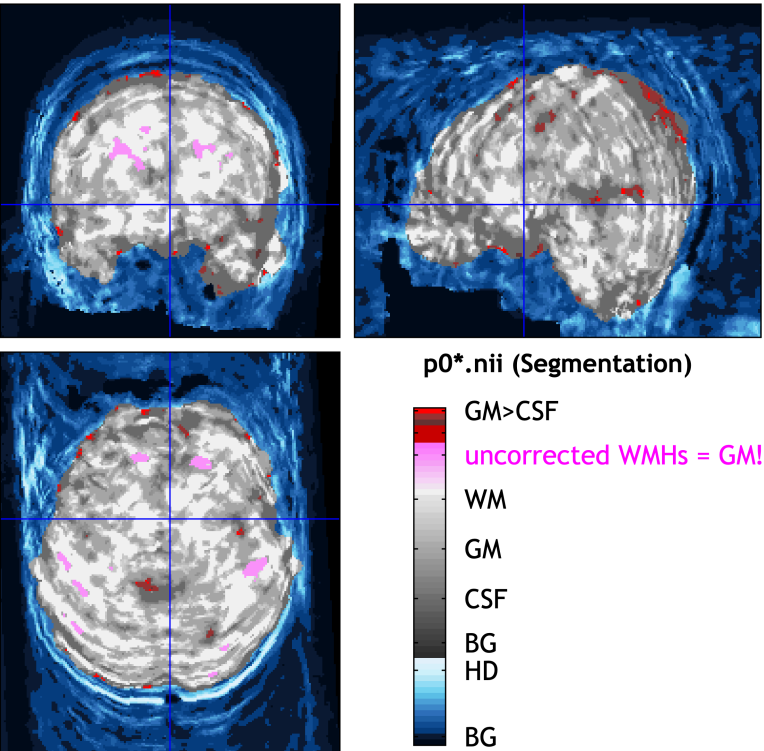 p0*.nii (Segmentation)
GM>CSF
uncorrected WMHs = GM!
WM
GM
CSF
BG
HD
BG